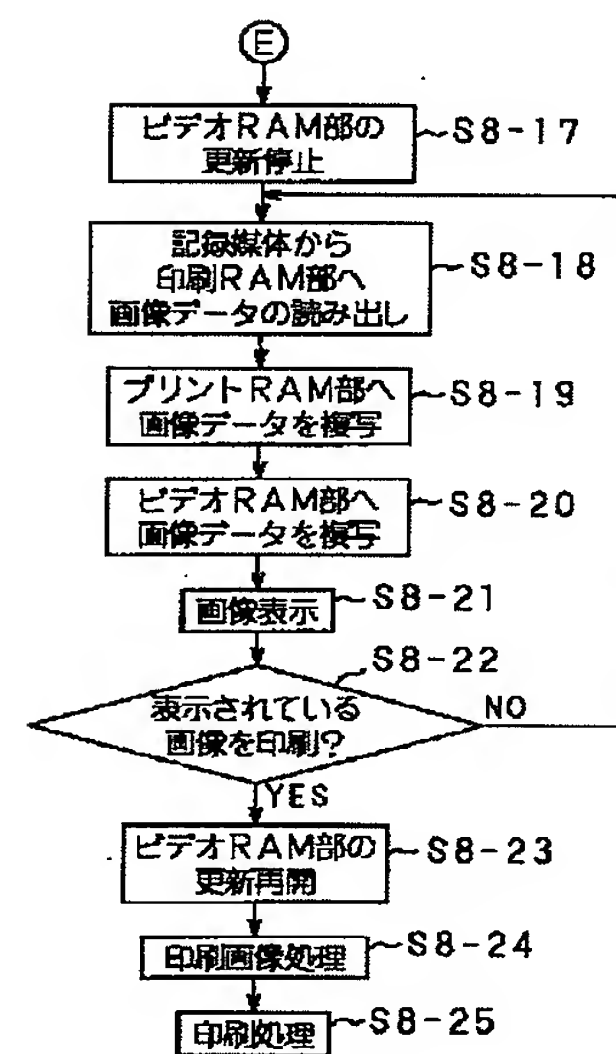 E
ビデオRAM部の
更新停止
S8-17
記録媒体から
印刷RAM部へ
画像データの読み出し
S8-18
プリントRAM部へ
画像データを複写
S8-19
ビデオRAM部へ
画像データを複写
S8-20
画像表示
S8-21
S8-22
表示されている
画像を印刷?
NO
YES
ビデオRAM部の
更新再開
S8-23
印刷画像処理
S8-24
印刷処理
S8-25